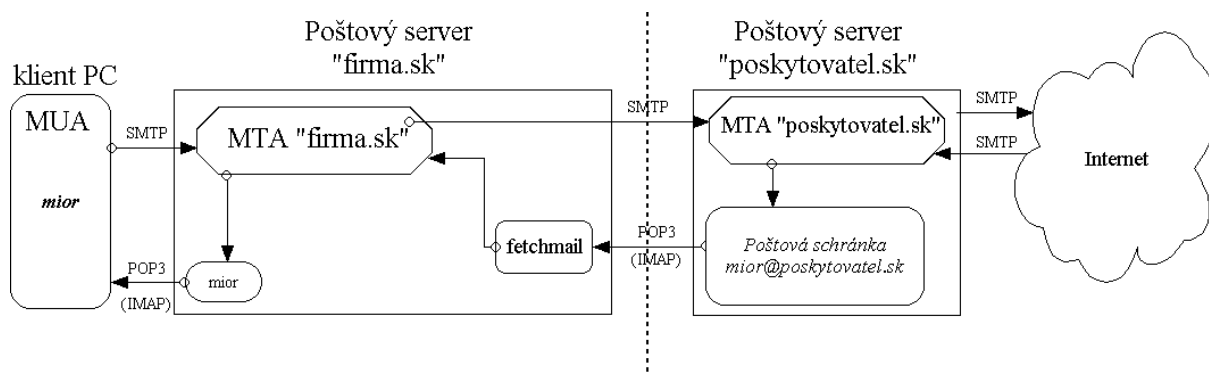 Poštový server
"firma.sk"
Poštový server
"poskytovatel.sk"
klient PC
MUA
mior
SMTP
MTA "firma.sk"
SMTP
MTA "poskytovatel.sk"
SMTP
SMTP
Internet
fetchmail
POP3
(IMAP)
Poštová schránka
mior@poskytovatel.sk
mior
POP3
(IMAP)